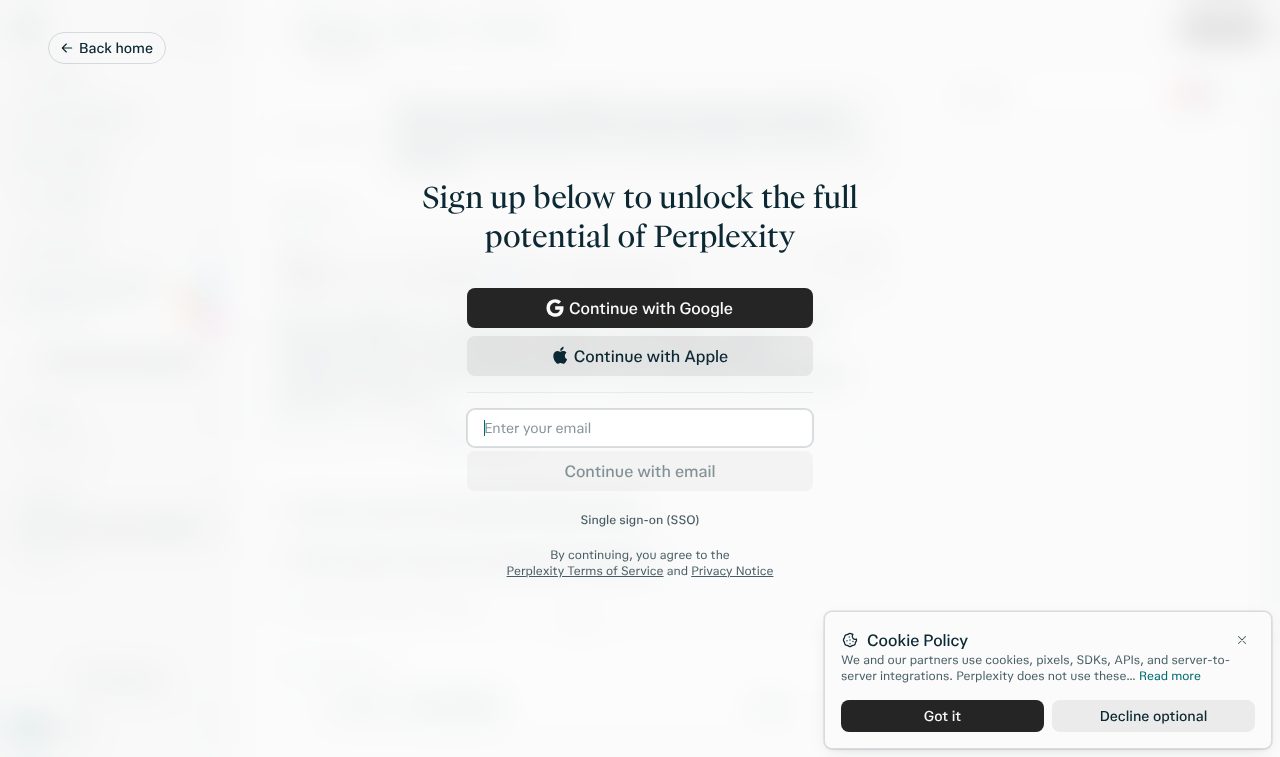 Back home
Sign up below to unlock the full
potential of Perplexity
Continue with Google
Continue with Apple
Enter your email
Continue with email
Single sign-on (SSO)
By continuing, you agree to the
Perplexity Terms of Service and Privacy Notice
Cookie Policy
We and our partners use cookies, pixels, SDKs, APIs, and server-to-
server integrations. Perplexity does not use these... Read more
Got it
Decline optional